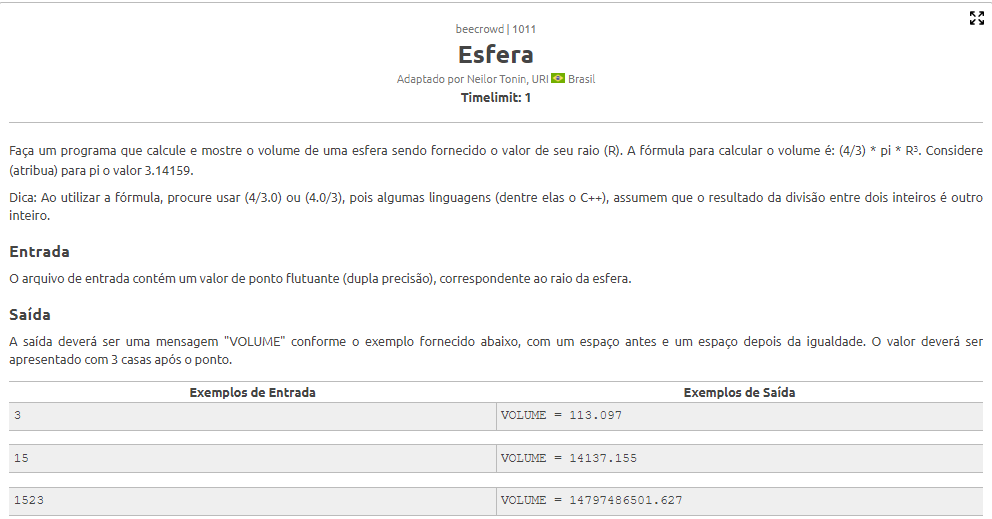 beecrowd | 1011
Esfera
Adaptado por Neilor Tonin, URI Brasil
Timelimit: 1
Faça um programa que calcule e mostre o volume de uma esfera sendo fornecido o valor de seu raio (R). A fórmula para calcular o volume é: (4/3) * pi * R³. Considere
(atribua) para pi o valor 3.14159.
Dica: Ao utilizar a fórmula, procure usar (4/3.0) ou (4.0/3), pois algumas linguagens (dentre elas o C++), assumem que o resultado da divisão entre dois inteiros é outro
inteiro.
Entrada
O arquivo de entrada contém um valor de ponto flutuante (dupla precisão), correspondente ao raio da esfera.
Saída
A saída deverá ser uma mensagem "VOLUME" conforme o exemplo fornecido abaixo, com um espaço antes e um espaço depois da igualdade. O valor deverá ser
apresentado com 3 casas após o ponto.
Exemplos de Entrada Exemplos de Saída
3 VOLUME = 113.097
15 VOLUME = 14137.155
1523 VOLUME = 14797486501.627